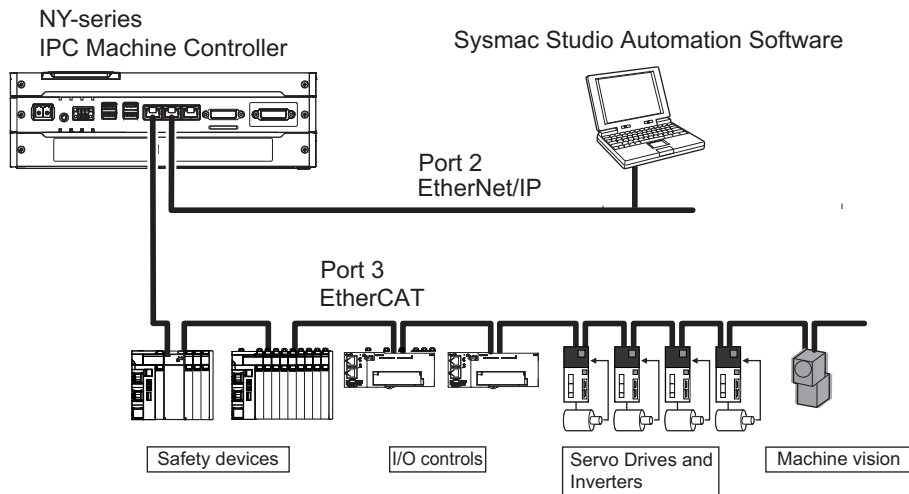 NY-series
IPC Machine Controller
Sysmac Studio Automation Software
Port 2
EtherNet/IP
Port 3
EtherCAT
Safety devices
I/O controls
Servo Drives and
Inverters
Machine vision